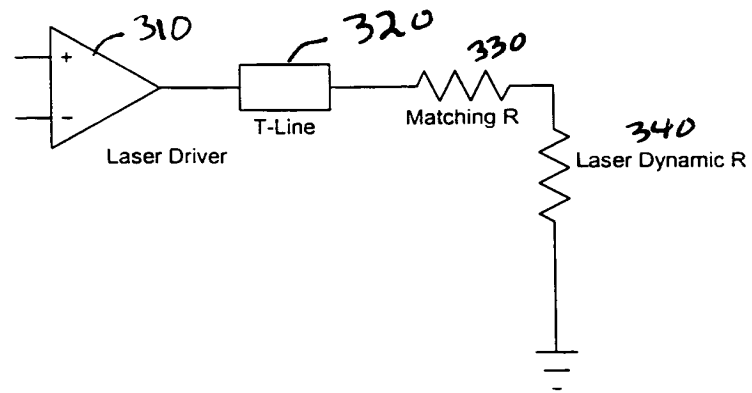 310
320
330
340
+
-
Laser Driver
T-Line
Matching R
Laser Dynamic R